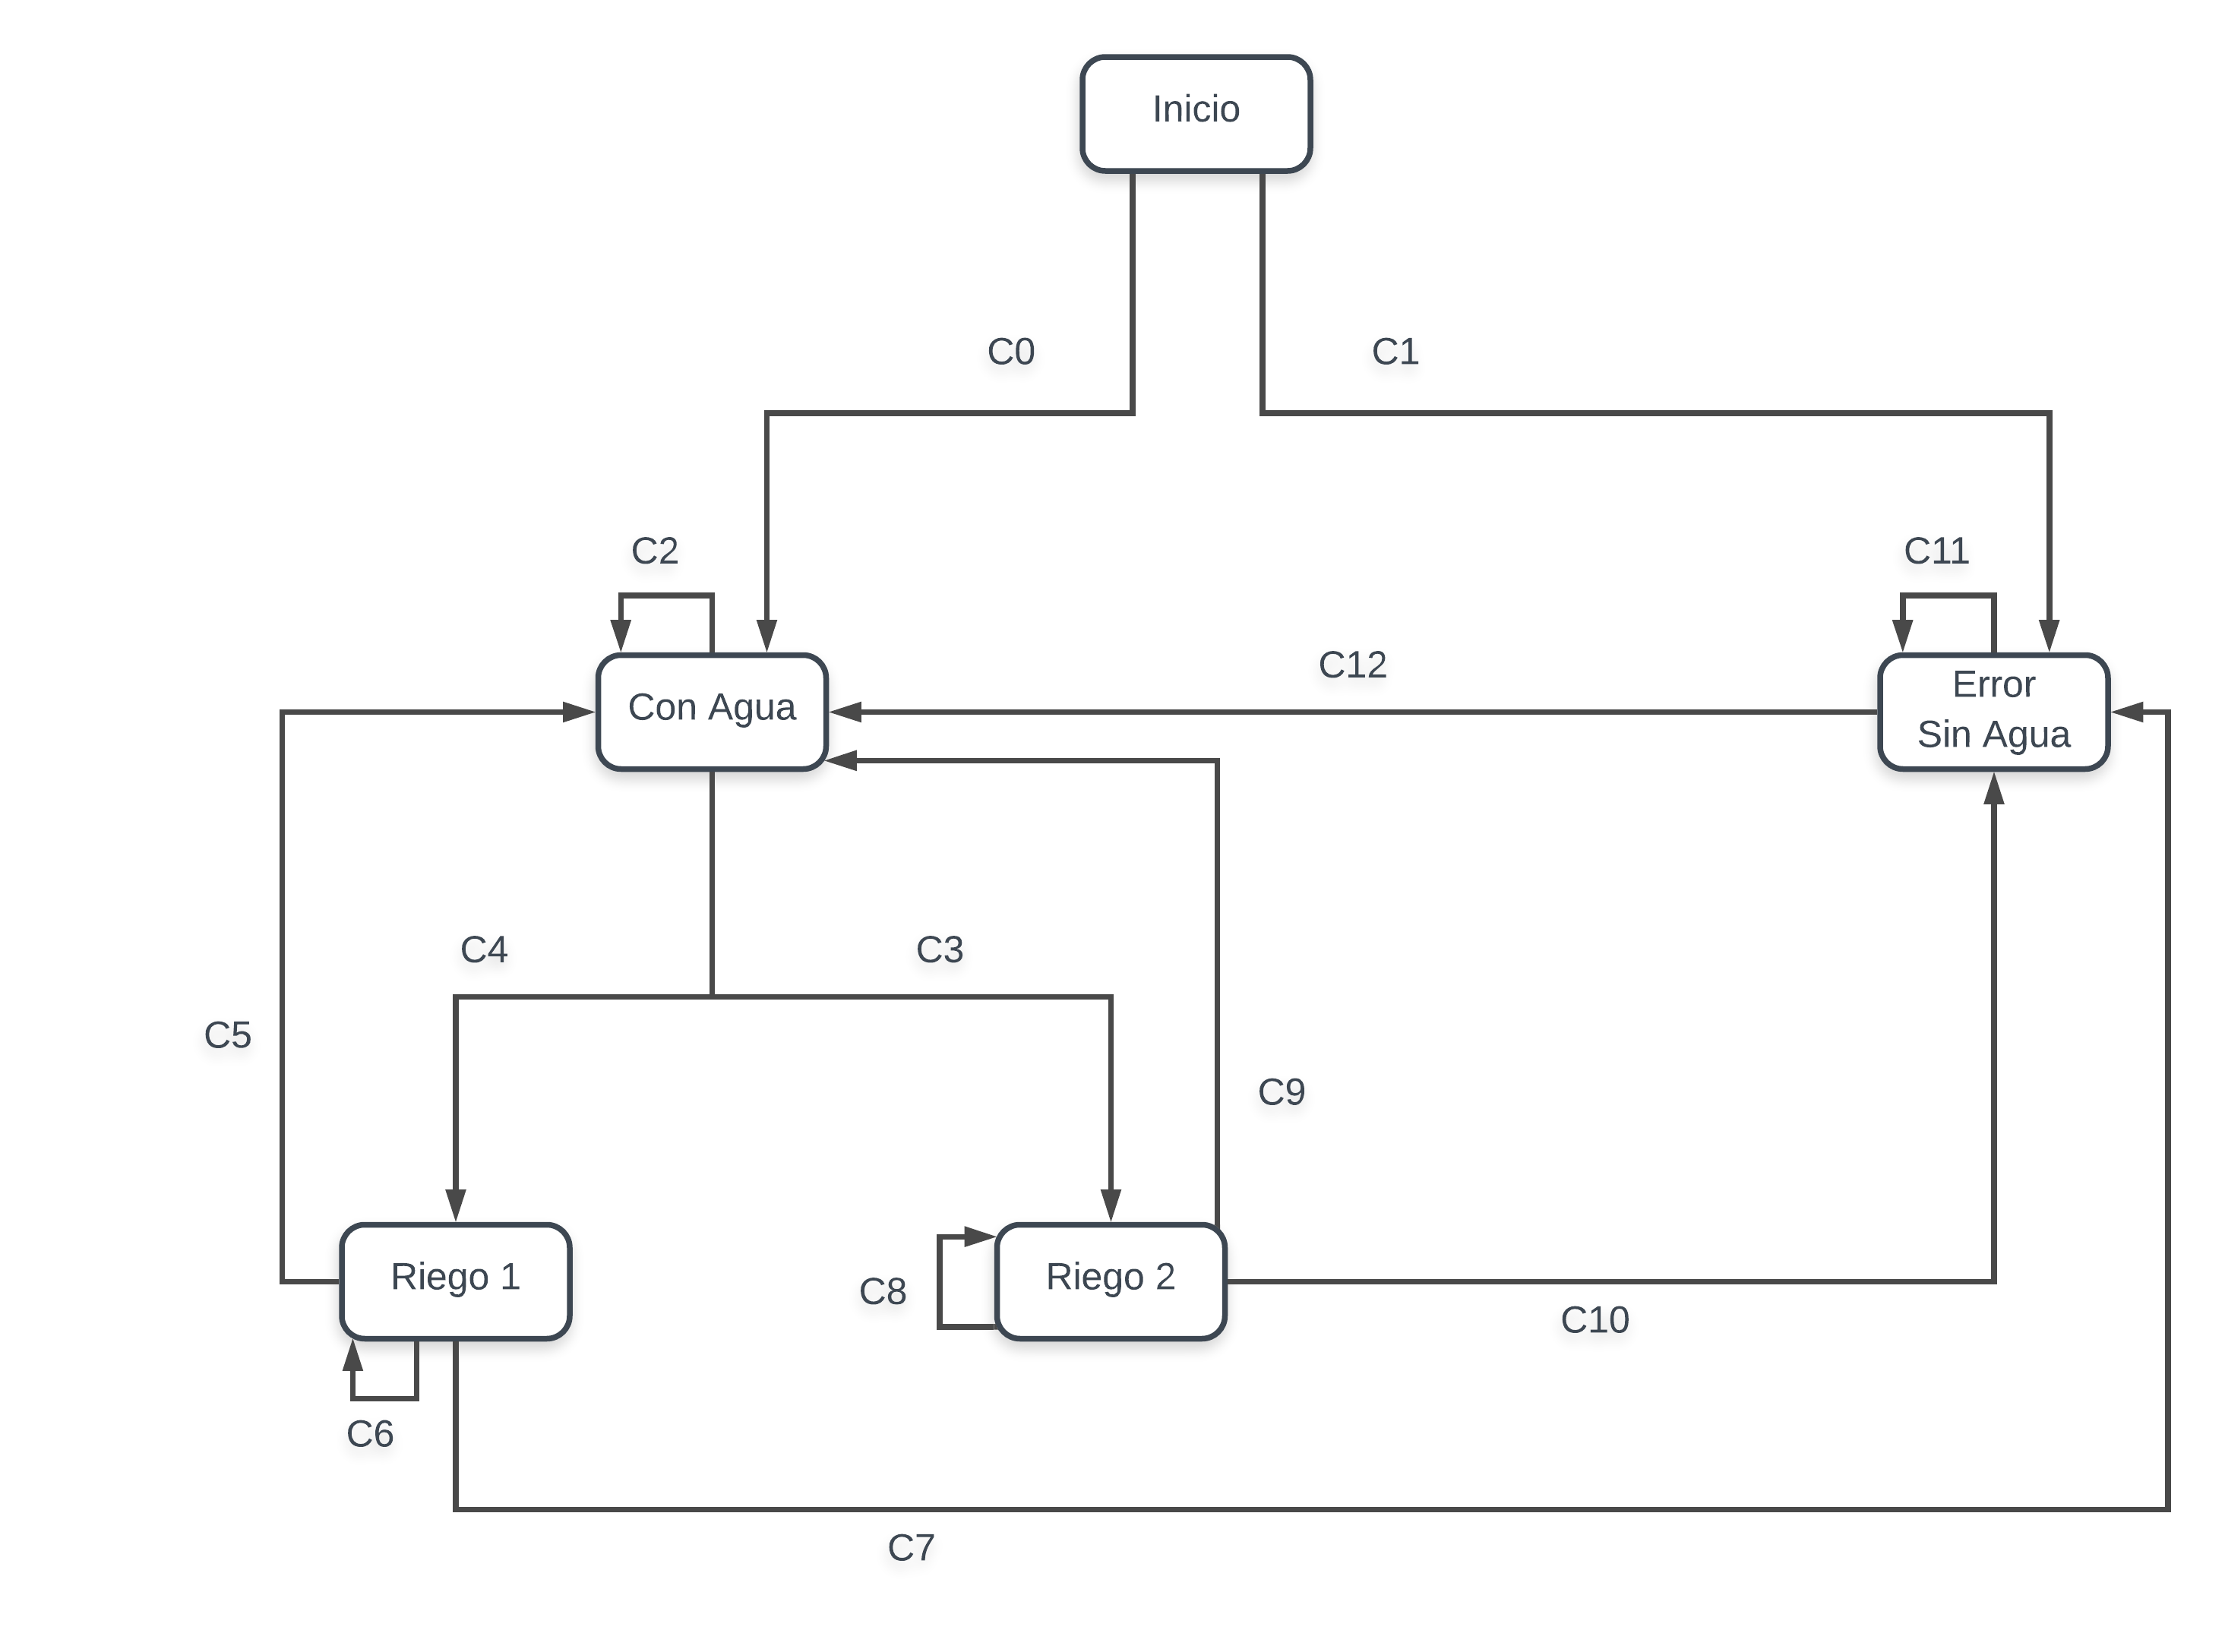 Inicio
C0
C1
C2
C11
C12
Con Agua
Error
Sin Agua
C4
C3
C5
C9
Riego 1
Riego 2
C8
C10
C6
C7